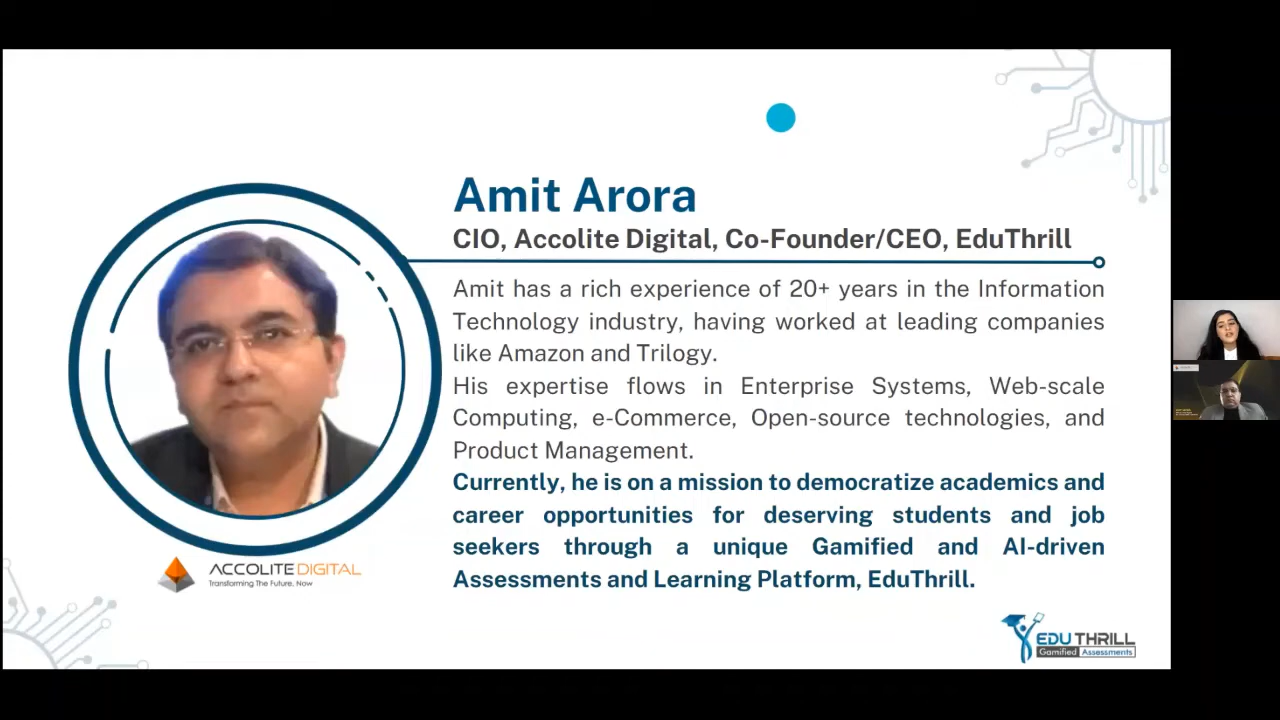 Amit Arora
CIO, Accolite Digital, Co-Founder/CEO, EduThrill
Amit has a rich experience of 20+ years in the Information
Technology industry, having worked at leading companies
like Amazon and Trilogy.
His expertise flows in Enterprise Systems, Web-scale
Computing, e-Commerce, Open-source technologies, and
Product Management.
Currently, he is on a mission to democratize academics and
career opportunities for deserving students and job
seekers through a unique Gamified and AI-driven
Assessments and Learning Platform, EduThrill.
ACCOLITE DIGITAL
Transforming The Future. Now
EDU THRILL
Gamified Assessments